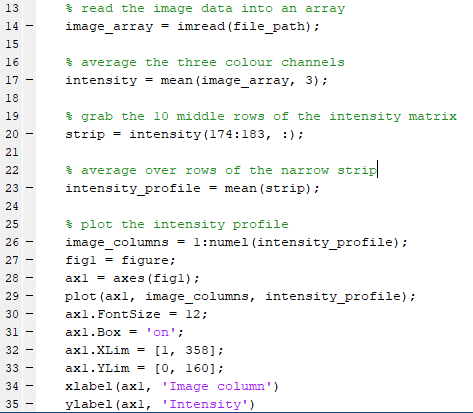 13 % read the image data into an array
14 – image_array = imread(file_path);
15
16 % average the three colour channels
17 – intensity = mean(image_array, 3);
18
19 % grab the 10 middle rows of the intensity matrix
20 – strip = intensity(174:183, :);
21
22 % average over rows of the narrow strip
23 – intensity_profile = mean(strip);
24
25 % plot the intensity profile
26 – image_columns = 1:numel(intensity_profile);
27 – fig1 = figure;
28 – ax1 = axes(fig1);
29 – plot(ax1, image_columns, intensity_profile);
30 – ax1.FontSize = 12;
31 – ax1.Box = 'on';
32 – ax1.XLim = [1, 358];
33 – ax1.YLim = [0, 160];
34 – xlabel(ax1, 'Image column')
35 – ylabel(ax1, 'Intensity')